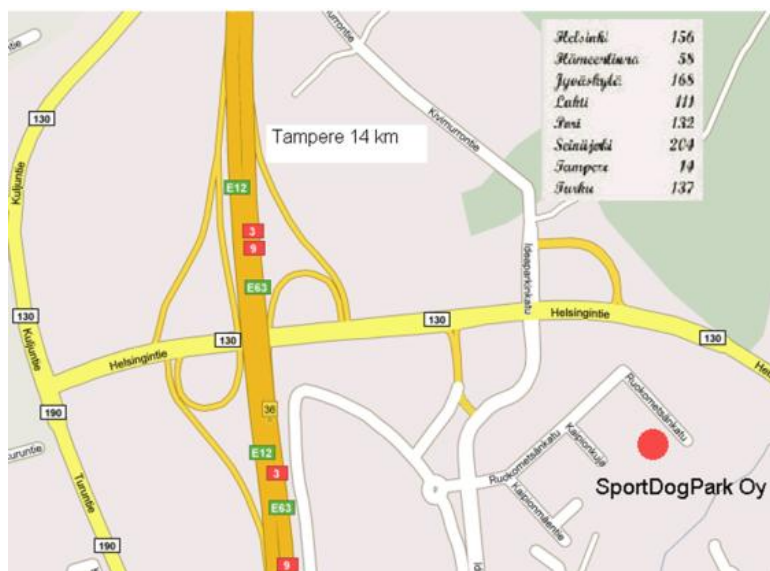 Helsinki 156
Hämeenlinna 58
Jyväskylä 168
Lahti 111
Pori 132
Seinäjoki 204
Tampere 14
Turku 137
Tampere 14 km
130
Kuljuntie
Kivimurrontie
E12
3
9
E63
Ideaparkinkatu
130
Kuljuntie
130
Helsingintie
130
Helsingintie
130
190
36
Ruokometsänkatu
Kaipionkuja
Turuntie
E12
3
E63
Ruokometsänkatu
Kaipionmäentie
SportDogPark Oy
190
9